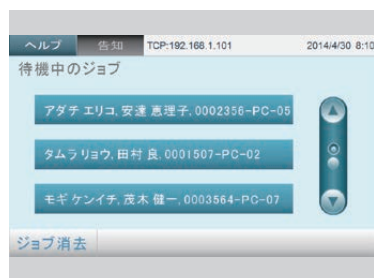 ヘルプ 告知 TCP:192.168.1.101 2014/4/30 8:10
待機中のジョブ
アダチ エリコ, 安達 恵理子, 0002356-PC-05
タムラ リョウ, 田村 良, 0001507-PC-02
モギ ケンイチ, 茂木 健一, 0003564-PC-07
ジョブ消去